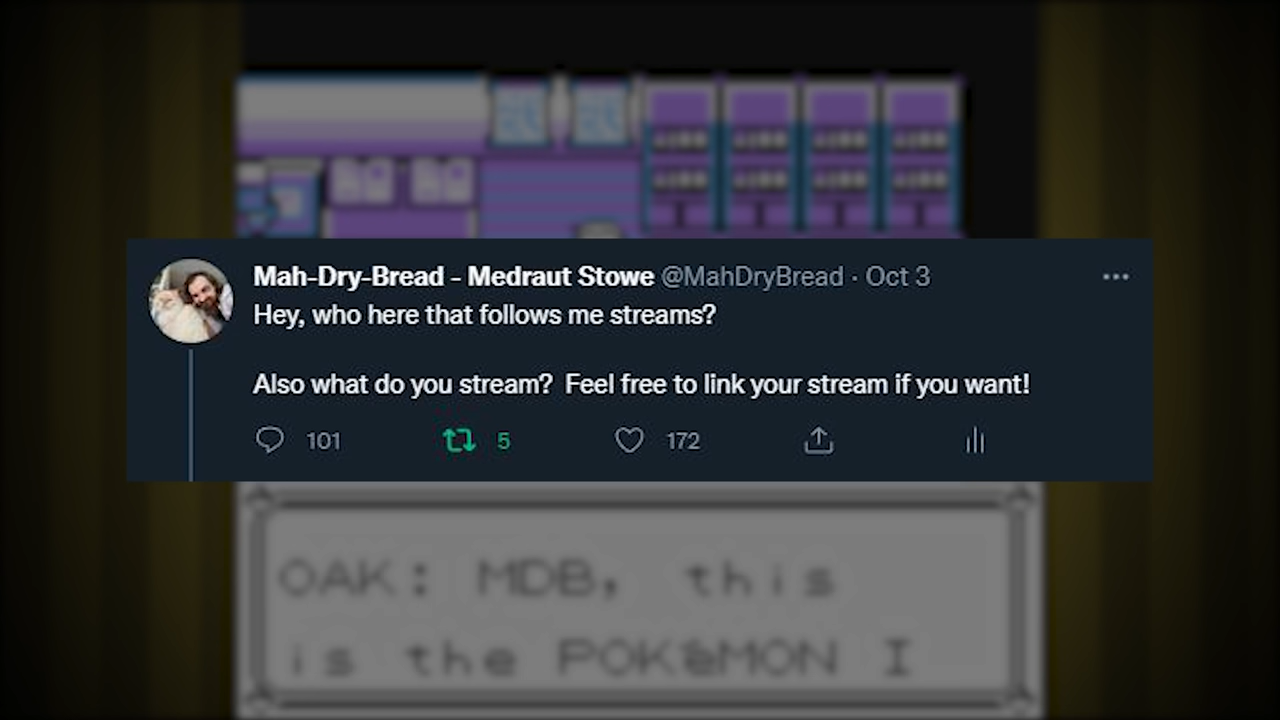 Mah-Dry-Bread - Medraut Stowe @MahDryBread · Oct 3
Hey, who here that follows me streams?
Also what do you stream?  Feel free to link your stream if you want!
101 5 172
OAK: MDB, this
is the POKéMON I